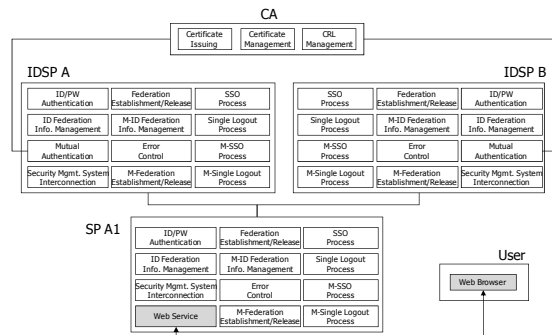 CA
Certificate Issuing
Certificate Management
CRL Management
IDSP A
ID/PW Authentication
Federation Establishment/Release
SSO Process
ID Federation Info. Management
M-ID Federation Info. Management
Single Logout Process
Mutual Authentication
Error Control
M-SSO Process
Security Mgmt. System Interconnection
M-Federation Establishment/Release
M-Single Logout Process
IDSP B
SSO Process
Federation Establishment/Release
ID/PW Authentication
Single Logout Process
M-ID Federation Info. Management
ID Federation Info. Management
M-SSO Process
Error Control
Mutual Authentication
M-Single Logout Process
M-Federation Establishment/Release
Security Mgmt. System Interconnection
SP A1
ID/PW Authentication
Federation Establishment/Release
SSO Process
ID Federation Info. Management
M-ID Federation Info. Management
Single Logout Process
Security Mgmt. System Interconnection
Error Control
M-SSO Process
Web Service
M-Federation Establishment/Release
M-Single Logout Process
User
Web Browser